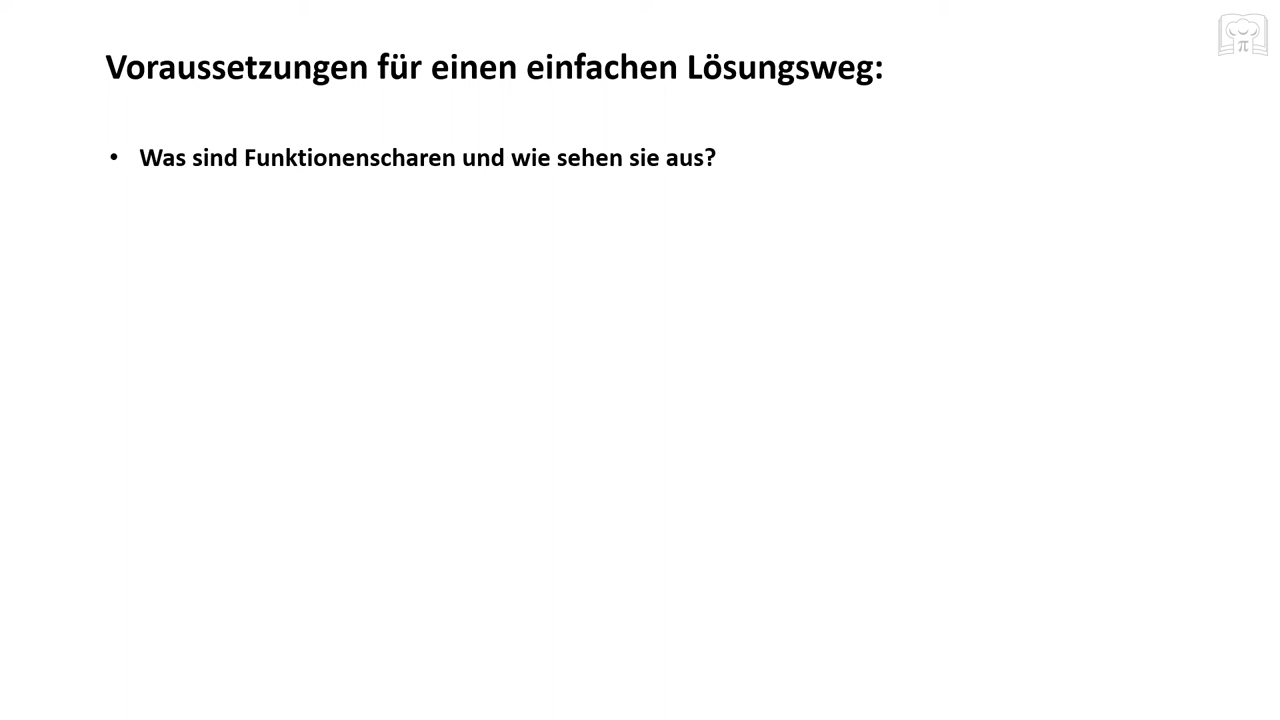 Voraussetzungen für einen einfachen Lösungsweg:
• Was sind Funktionenscharen und wie sehen sie aus?
π